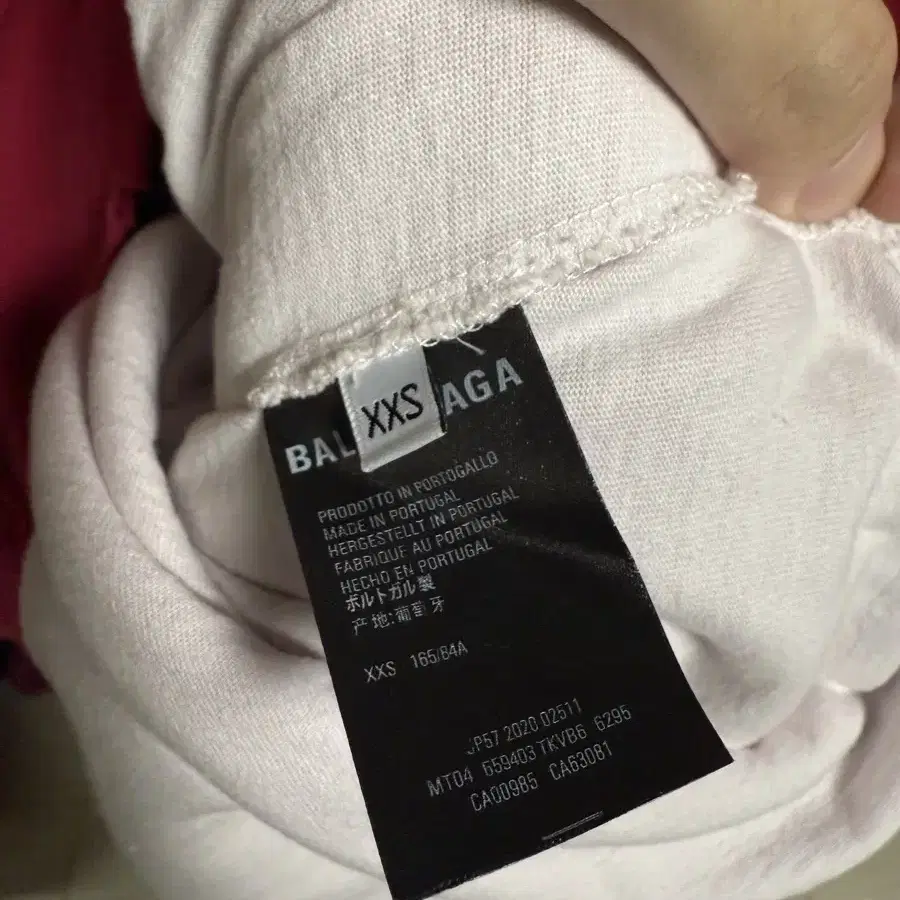 BAL AGA
XXS
PRODOTTO IN PORTOGALLO
MADE IN PORTUGAL
HERGESTELLT IN PORTUGAL
FABRIQUE AU PORTUGAL
HECHO EN PORTUGAL
ポルトガル製
产地:葡萄牙
XXS 165/84A
JP57 2020 02511
MT04 659403 TKVB6 6295
CA00985 CA63081